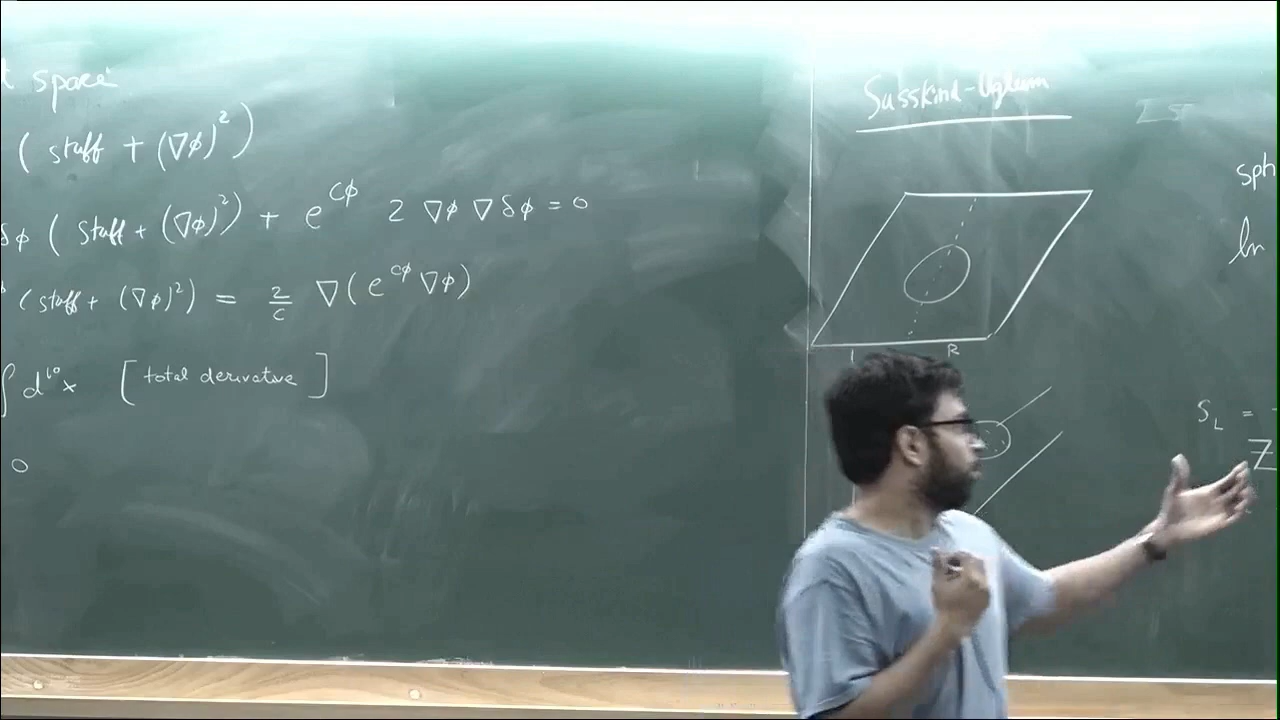 t space
( stuff + (∇φ)² )
δφ ( stuff + (∇φ)² ) + e^{cφ} 2 ∇φ ∇ δφ = 0
( stuff + (∇φ)² ) = 2/c ∇( e^{cφ} ∇φ )
∫ d¹⁰x [ total derivative ]
0
Susskind-Uglum
L R
sph
ln
S_L =
Z